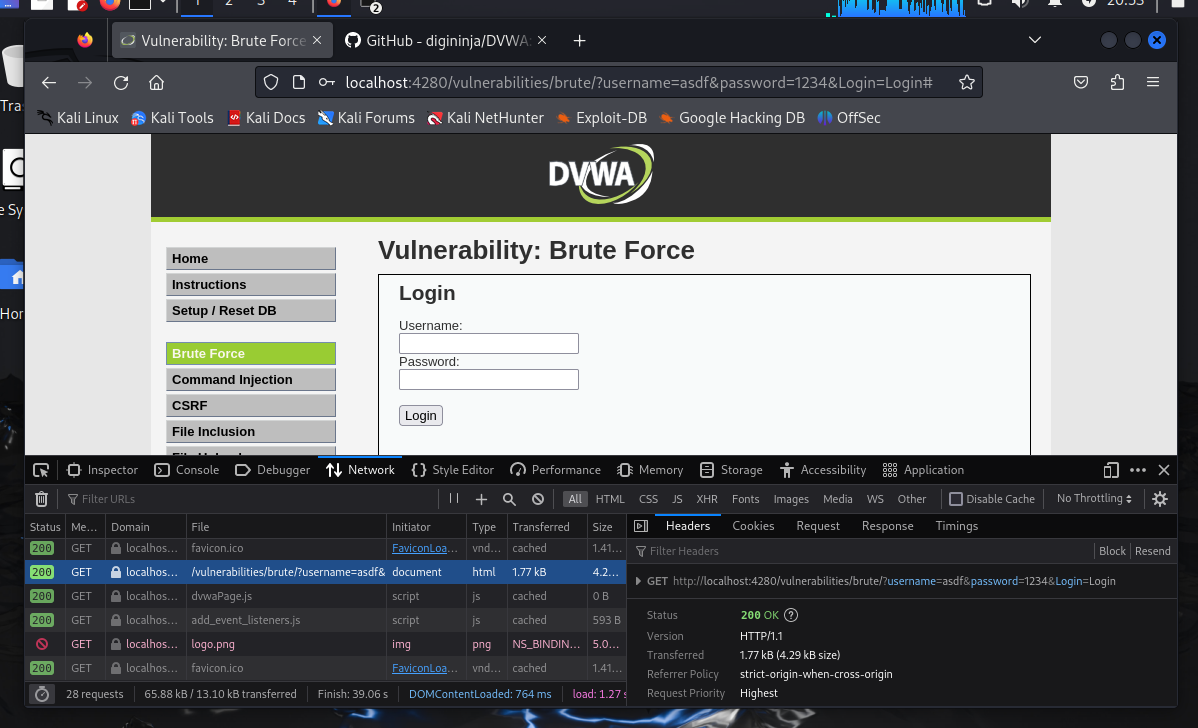 1 2 3 4 2 20:53
Vulnerability: Brute Force
GitHub - digininja/DVWA:
localhost:4280/vulnerabilities/brute/?username=asdf&password=1234&Login=Login#
Kali Linux Kali Tools Kali Docs Kali Forums Kali NetHunter Exploit-DB Google Hacking DB OffSec
DVWA
Vulnerability: Brute Force
Home
Instructions
Setup / Reset DB
Brute Force
Command Injection
CSRF
File Inclusion
Login
Username:
Password:
Login
Tras
e Sy
Hor
Inspector Console Debugger Network Style Editor Performance Memory Storage Accessibility Application
Filter URLs All HTML CSS JS XHR Fonts Images Media WS Other Disable Cache No Throttling
Status Me... Domain File Initiator Type Transferred Size
200 GET localhos... favicon.ico FaviconLoa... vnd... cached 1.41...
200 GET localhos... /vulnerabilities/brute/?username=asdf& document html 1.77 kB 4.2...
200 GET localhos... dvwaPage.js script js cached 0 B
200 GET localhos... add_event_listeners.js script js cached 593 B
GET localhos... logo.png img png NS_BINDIN... 5.0...
200 GET localhos... favicon.ico FaviconLoa... vnd... cached 1.41...
28 requests 65.88 kB / 13.10 kB transferred Finish: 39.06 s DOMContentLoaded: 764 ms load: 1.27 s
Headers Cookies Request Response Timings
Filter Headers Block Resend
GET http://localhost:4280/vulnerabilities/brute/?username=asdf&password=1234&Login=Login
Status 200 OK ?
Version HTTP/1.1
Transferred 1.77 kB (4.29 kB size)
Referrer Policy strict-origin-when-cross-origin
Request Priority Highest